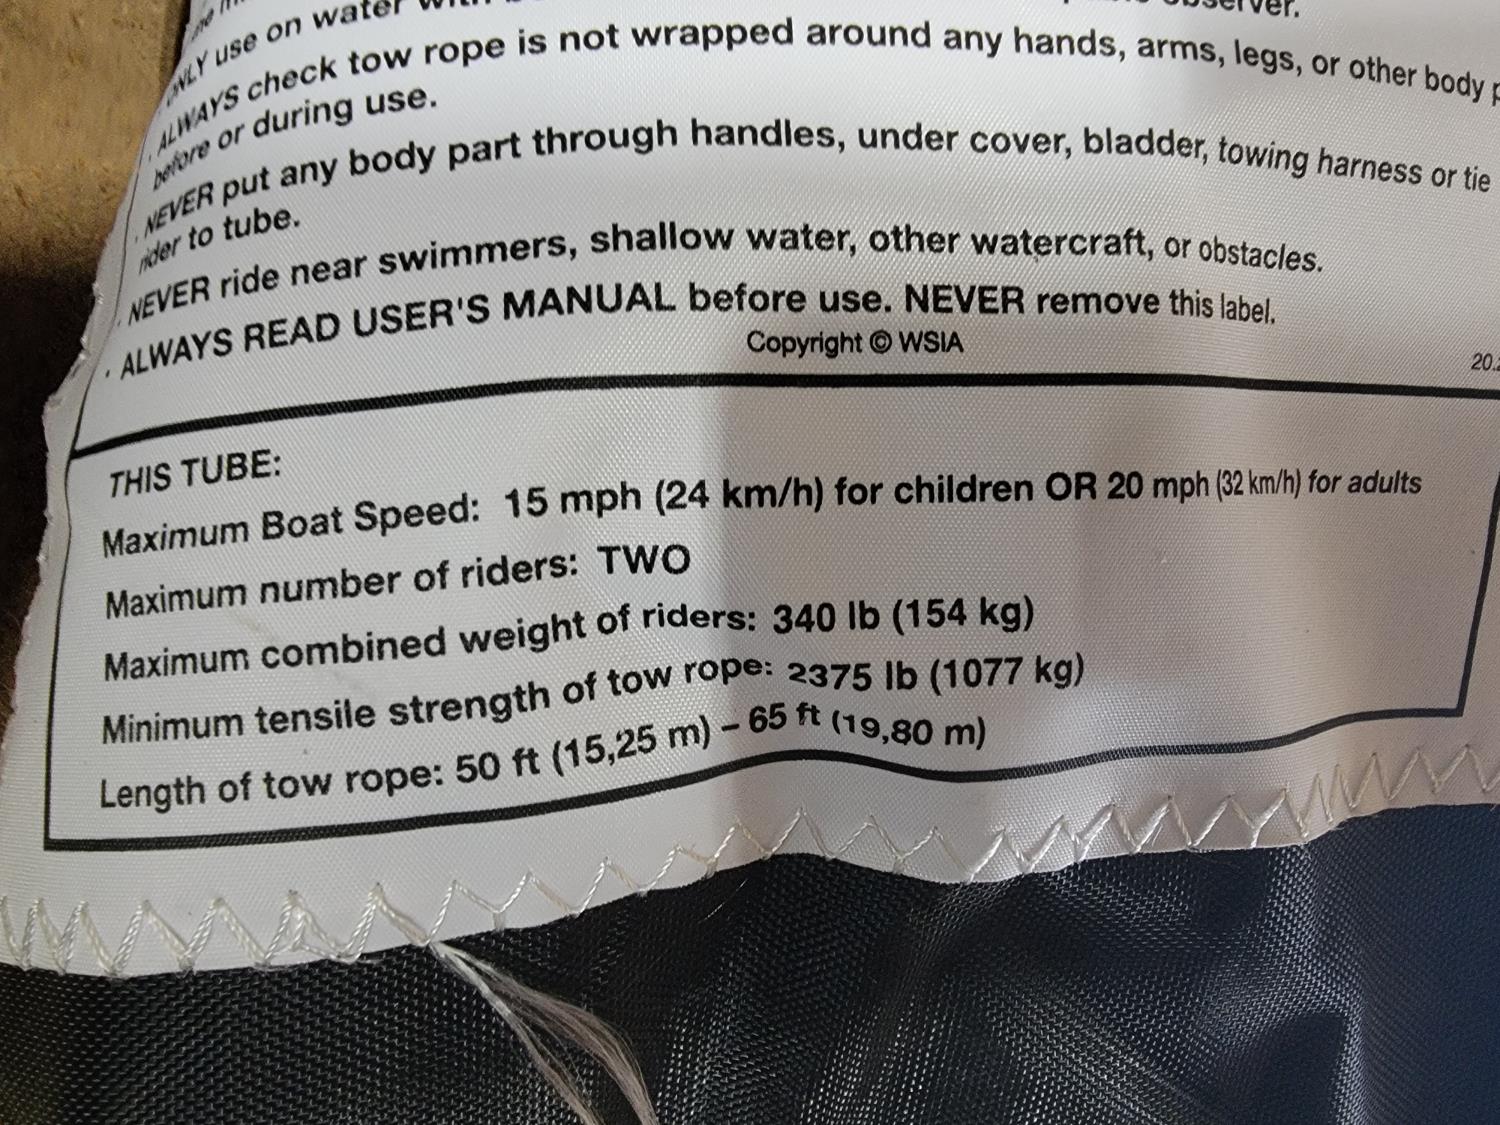 ONLY use on water with
observer.
· ALWAYS check tow rope is not wrapped around any hands, arms, legs, or other body
before or during use.
· NEVER put any body part through handles, under cover, bladder, towing harness or tie
rider to tube.
· NEVER ride near swimmers, shallow water, other watercraft, or obstacles.
· ALWAYS READ USER'S MANUAL before use. NEVER remove this label.
Copyright © WSIA
THIS TUBE:
Maximum Boat Speed: 15 mph (24 km/h) for children OR 20 mph (32 km/h) for adults
Maximum number of riders: TWO
Maximum combined weight of riders: 340 lb (154 kg)
Minimum tensile strength of tow rope: 2375 lb (1077 kg)
Length of tow rope: 50 ft (15,25 m) – 65 ft (19,80 m)